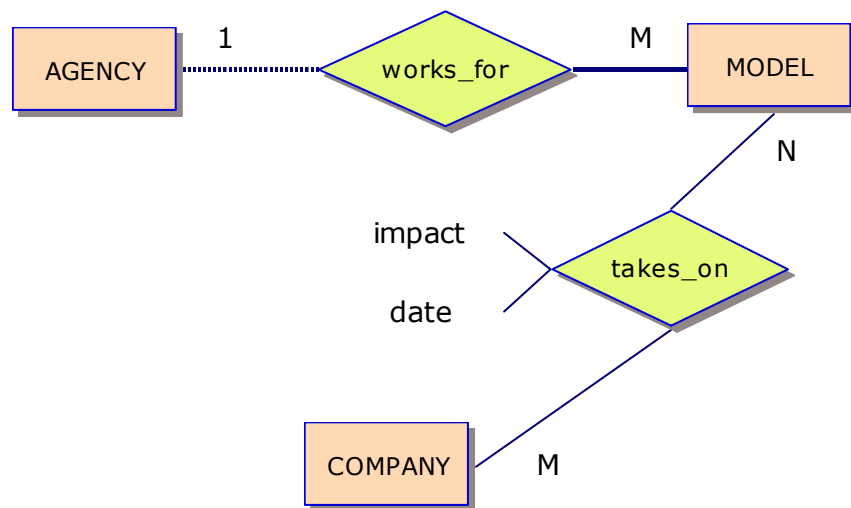 AGENCY
1
works_for
M
MODEL
N
impact
takes_on
date
COMPANY
M